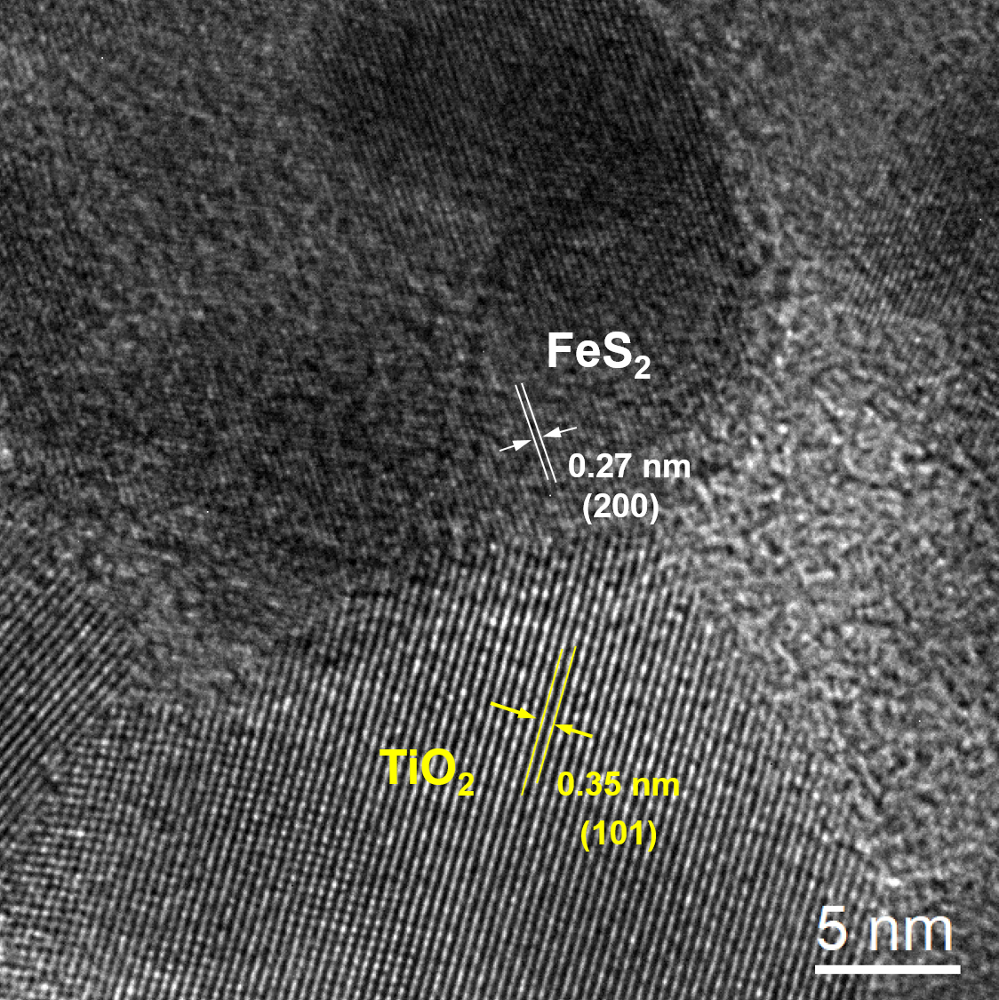 FeS₂
0.27 nm
(200)
TiO₂
0.35 nm
(101)
5 nm